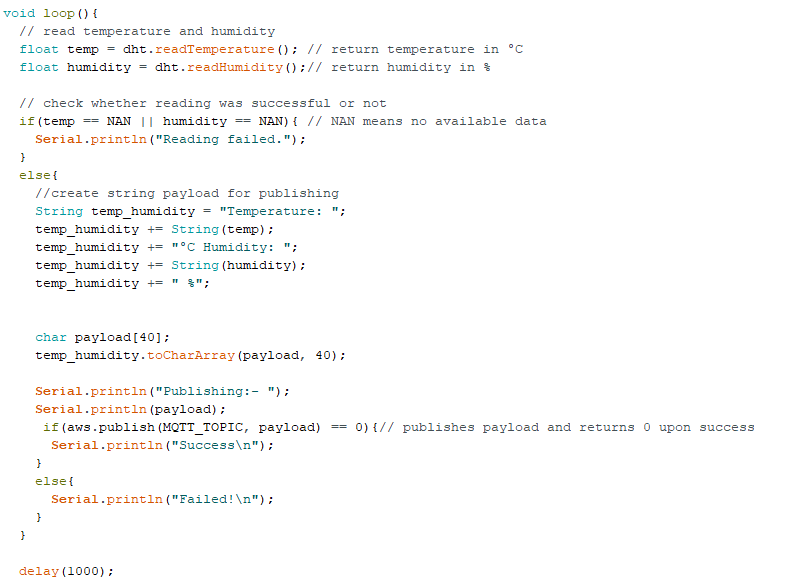 void loop(){
  // read temperature and humidity
  float temp = dht.readTemperature(); // return temperature in °C
  float humidity = dht.readHumidity();// return humidity in %

  // check whether reading was successful or not
  if(temp == NAN || humidity == NAN){ // NAN means no available data
    Serial.println("Reading failed.");
  }
  else{
    //create string payload for publishing
    String temp_humidity = "Temperature: ";
    temp_humidity += String(temp);
    temp_humidity += "°C Humidity: ";
    temp_humidity += String(humidity);
    temp_humidity += " %";


    char payload[40];
    temp_humidity.toCharArray(payload, 40);

    Serial.println("Publishing:- ");
    Serial.println(payload);
     if(aws.publish(MQTT_TOPIC, payload) == 0){// publishes payload and returns 0 upon success
      Serial.println("Success\n");
    }
    else{
      Serial.println("Failed!\n");
    }
  }

  delay(1000);